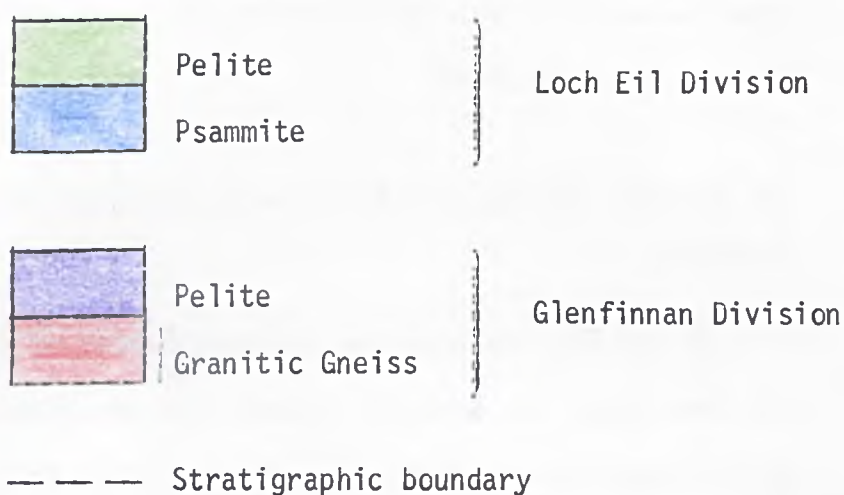 Pelite
Psammite
Loch Eil Division
Pelite
Granitic Gneiss
Glenfinnan Division
Stratigraphic boundary